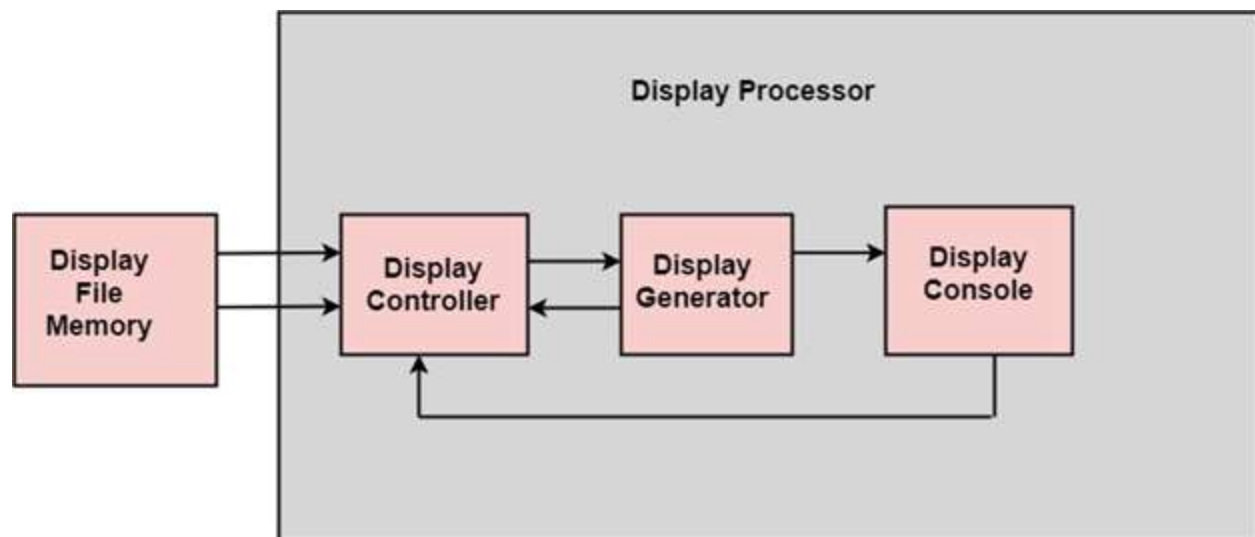 Display Processor
Display
File
Memory
Display
Controller
Display
Generator
Display
Console